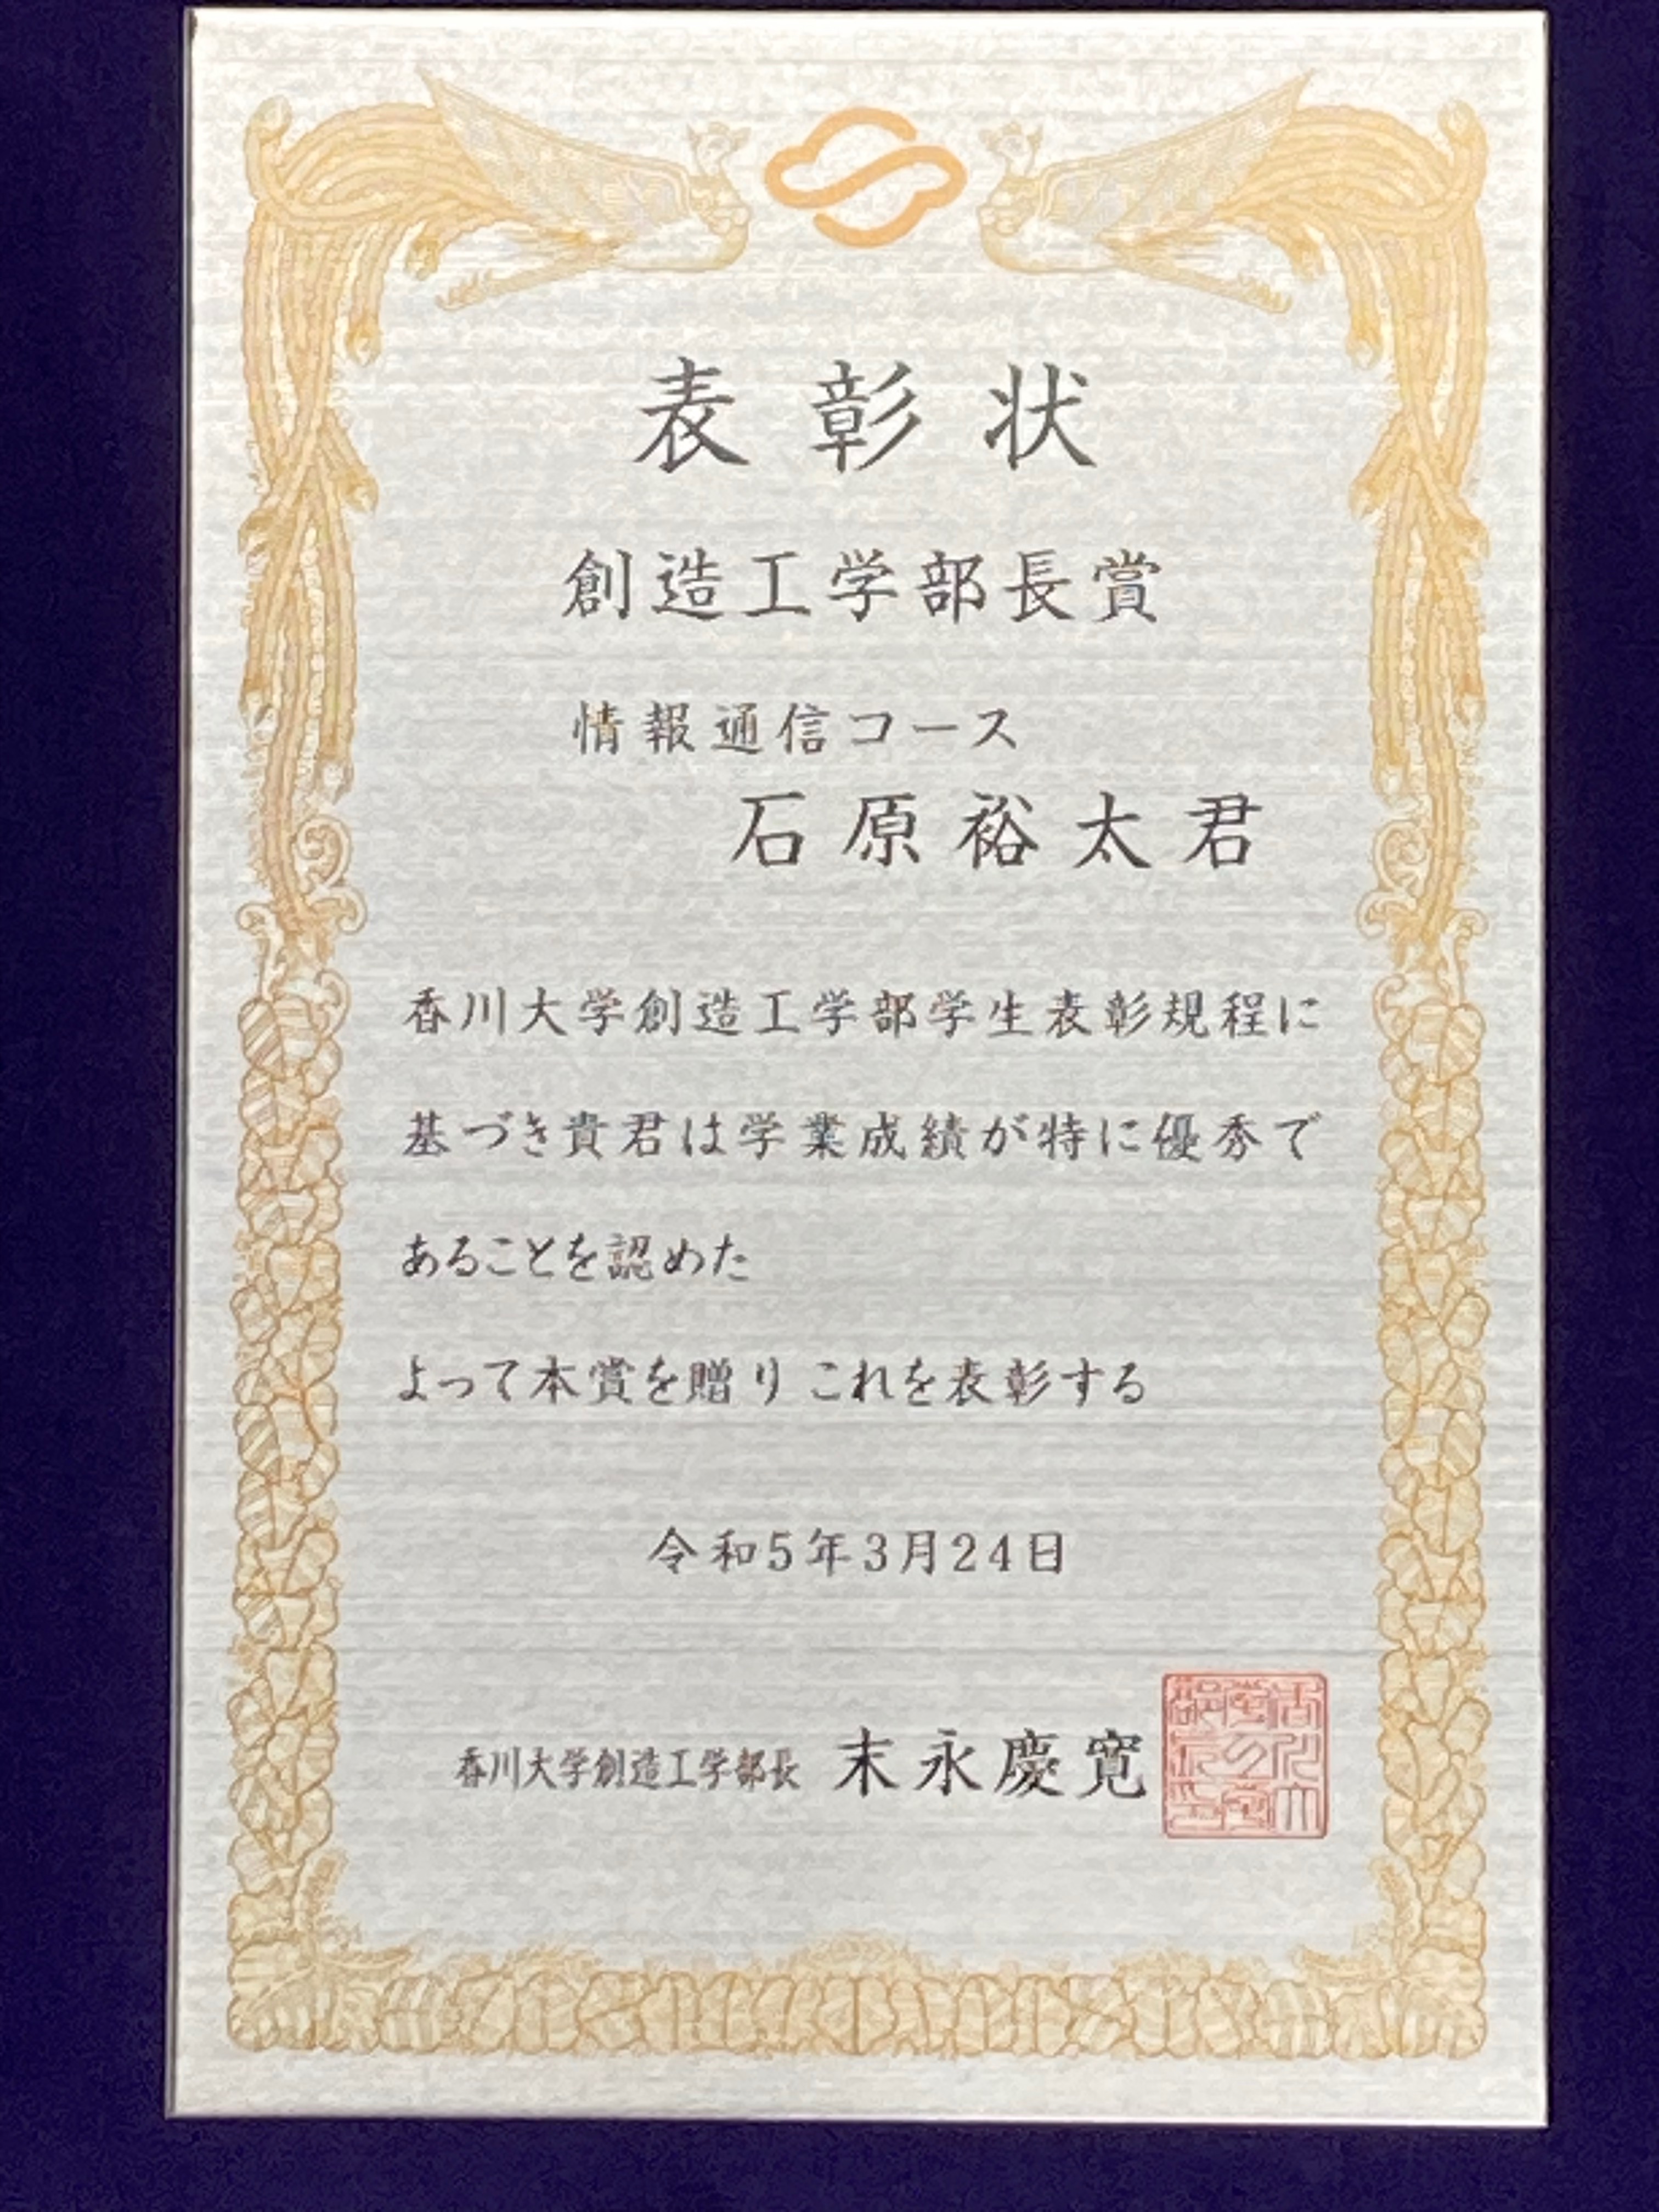 表彰状
創造工学部長賞
情報通信コース
石原裕太君
香川大学創造工学部学生表彰規程に
基づき貴君は学業成績が特に優秀で
あることを認めた
よって本賞を贈りこれを表彰する
令和5年3月24日
香川大学創造工学部長 末永慶寛